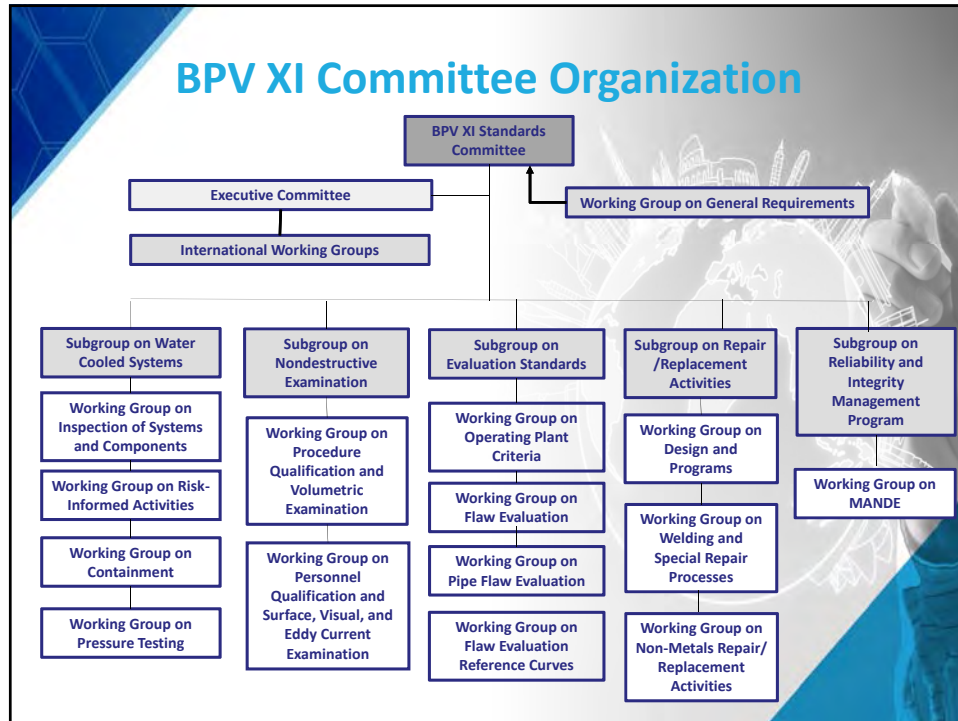 BPV XI Committee Organization
BPV XI Standards
Committee
Executive Committee
Working Group on General Requirements
International Working Groups
Subgroup on Water
Cooled Systems
Working Group on
Inspection of Systems
and Components
Working Group on Risk-
Informed Activities
Working Group on
Containment
Working Group on
Pressure Testing
Subgroup on
Nondestructive
Examination
Working Group on
Procedure
Qualification and
Volumetric
Examination
Working Group on
Personnel
Qualification and
Surface, Visual, and
Eddy Current
Examination
Subgroup on
Evaluation Standards
Working Group on
Operating Plant
Criteria
Working Group on
Flaw Evaluation
Working Group on
Pipe Flaw Evaluation
Working Group on
Flaw Evaluation
Reference Curves
Subgroup on Repair
/Replacement
Activities
Working Group on
Design and
Programs
Working Group on
Welding and
Special Repair
Processes
Working Group on
Non-Metals Repair/
Replacement
Activities
Subgroup on
Reliability and
Integrity
Management
Program
Working Group on
MANDE